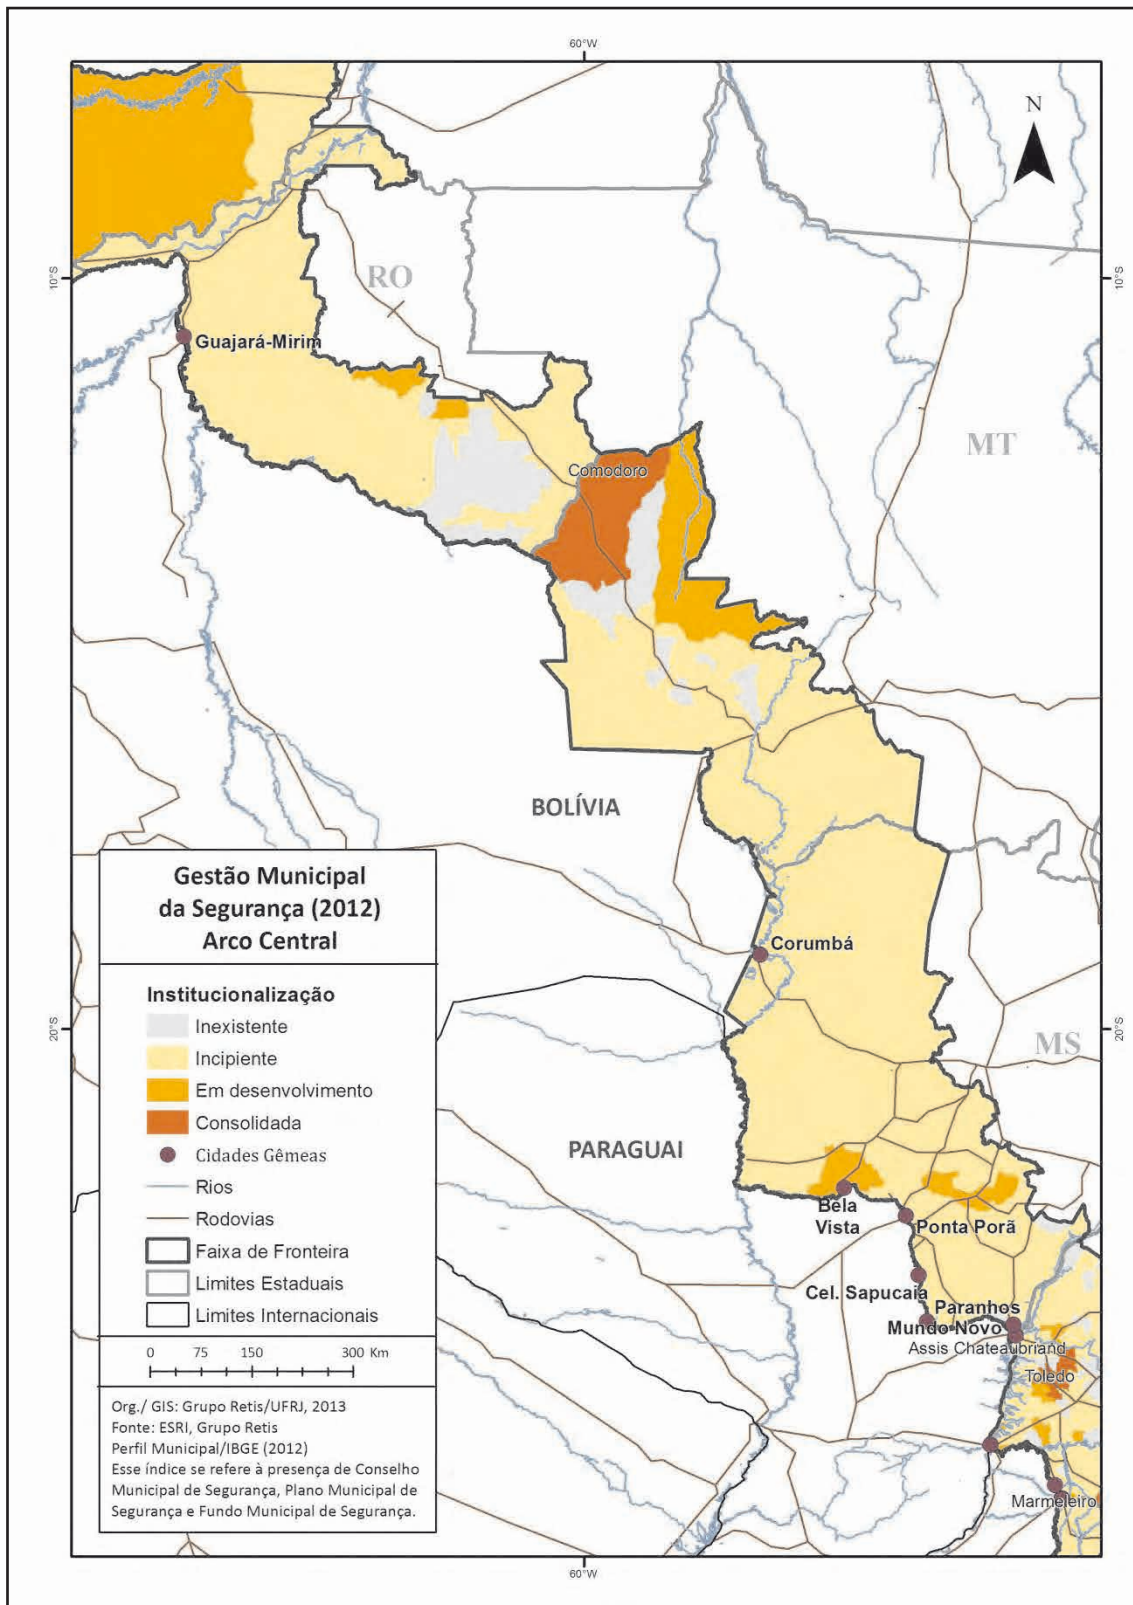 60°W
N
10°S
10°S
RO
Guajará-Mirim
MT
Comodoro
BOLÍVIA
Gestão Municipal
da Segurança (2012)
Arco Central
Corumbá
Institucionalização
Inexistente
Incipiente
Em desenvolvimento
Consolidada
Cidades Gêmeas
Rios
Rodovias
Faixa de Fronteira
Limites Estaduais
Limites Internacionais
20°S
20°S
MS
PARAGUAI
Bela
Vista
Ponta Porã
Cel. Sapucaia
Paranhos
Mundo Novo
Assis Chateaubriand
Toledo
0 75 150 300 Km
Org./ GIS: Grupo Retis/UFRJ, 2013
Fonte: ESRI, Grupo Retis
Perfil Municipal/IBGE (2012)
Esse índice se refere à presença de Conselho
Municipal de Segurança, Plano Municipal de
Segurança e Fundo Municipal de Segurança.
Marmeleiro
60°W